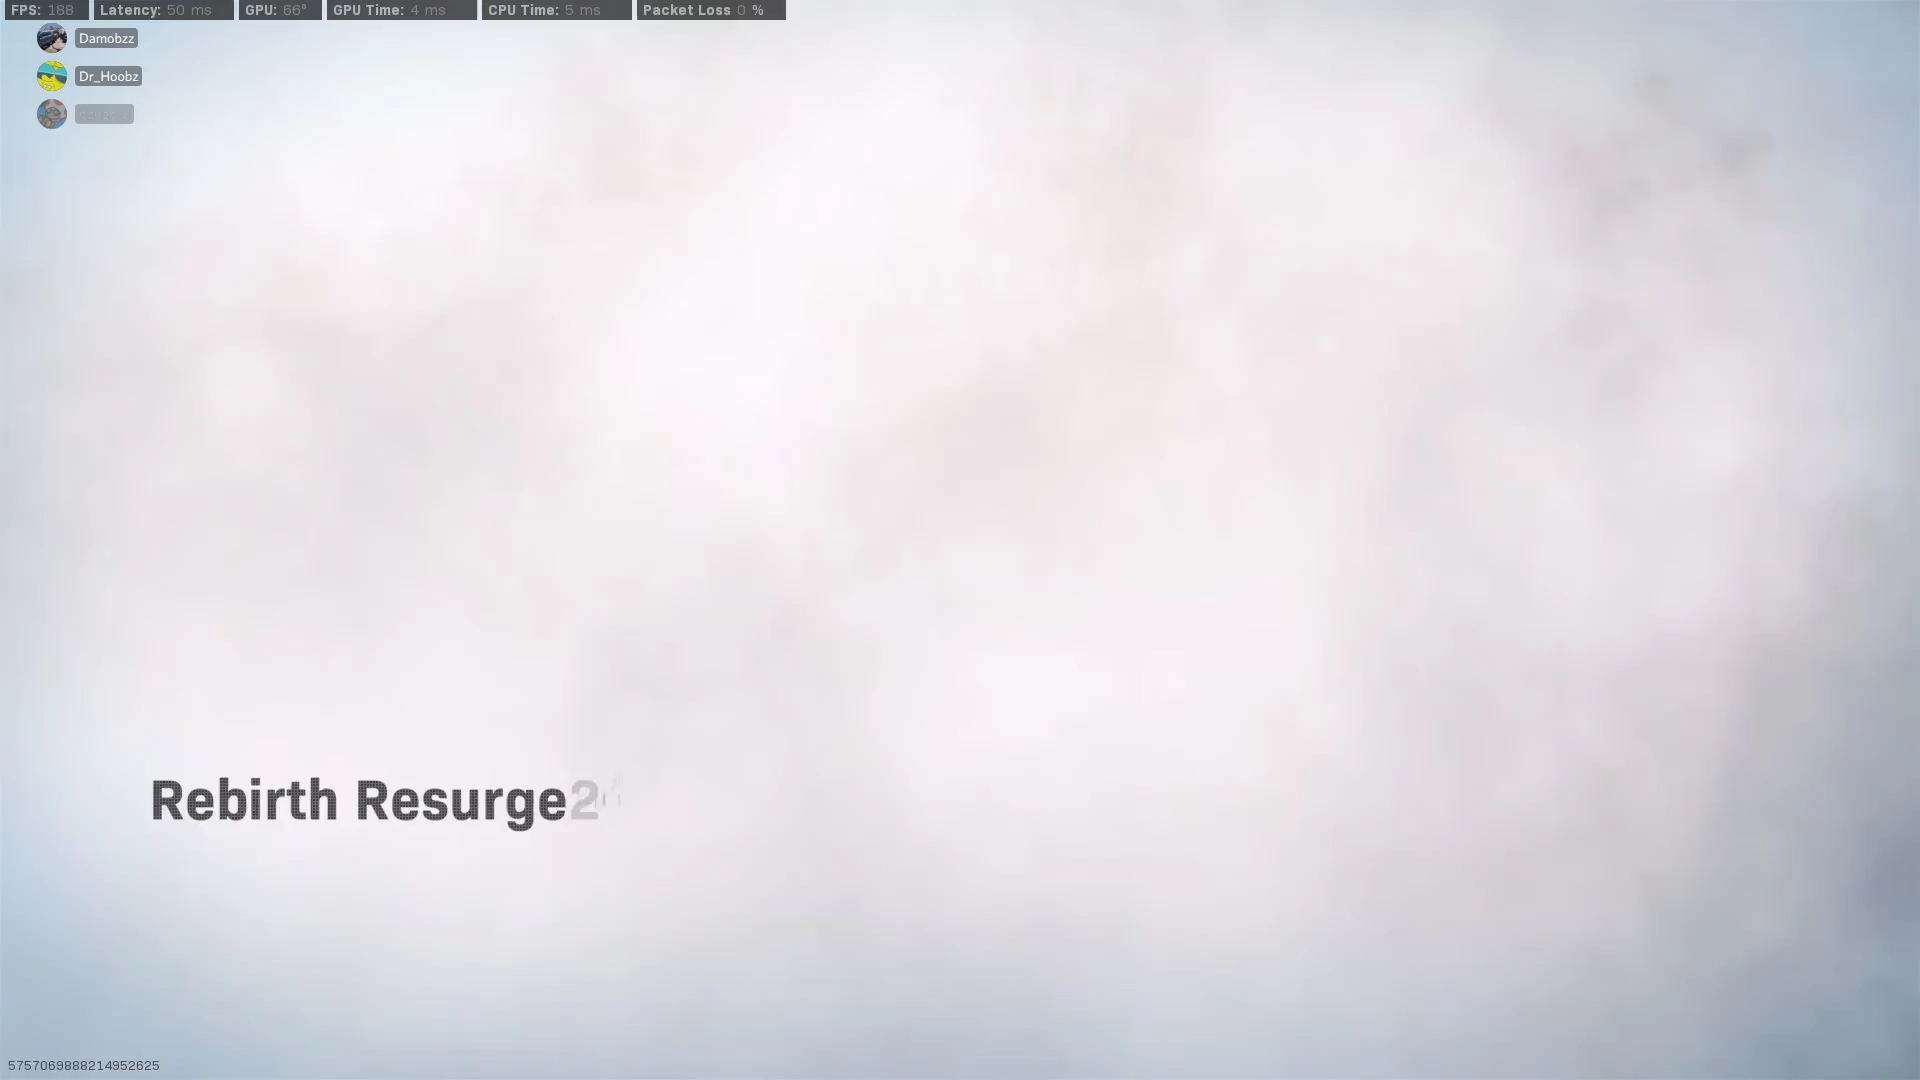 FPS: 188 Latency: 50 ms GPU: 66° GPU Time: 4 ms CPU Time: 5 ms Packet Loss 0 %
Damobzz
Dr_Hoobz
Rebirth Resurge2
5757069888214952625